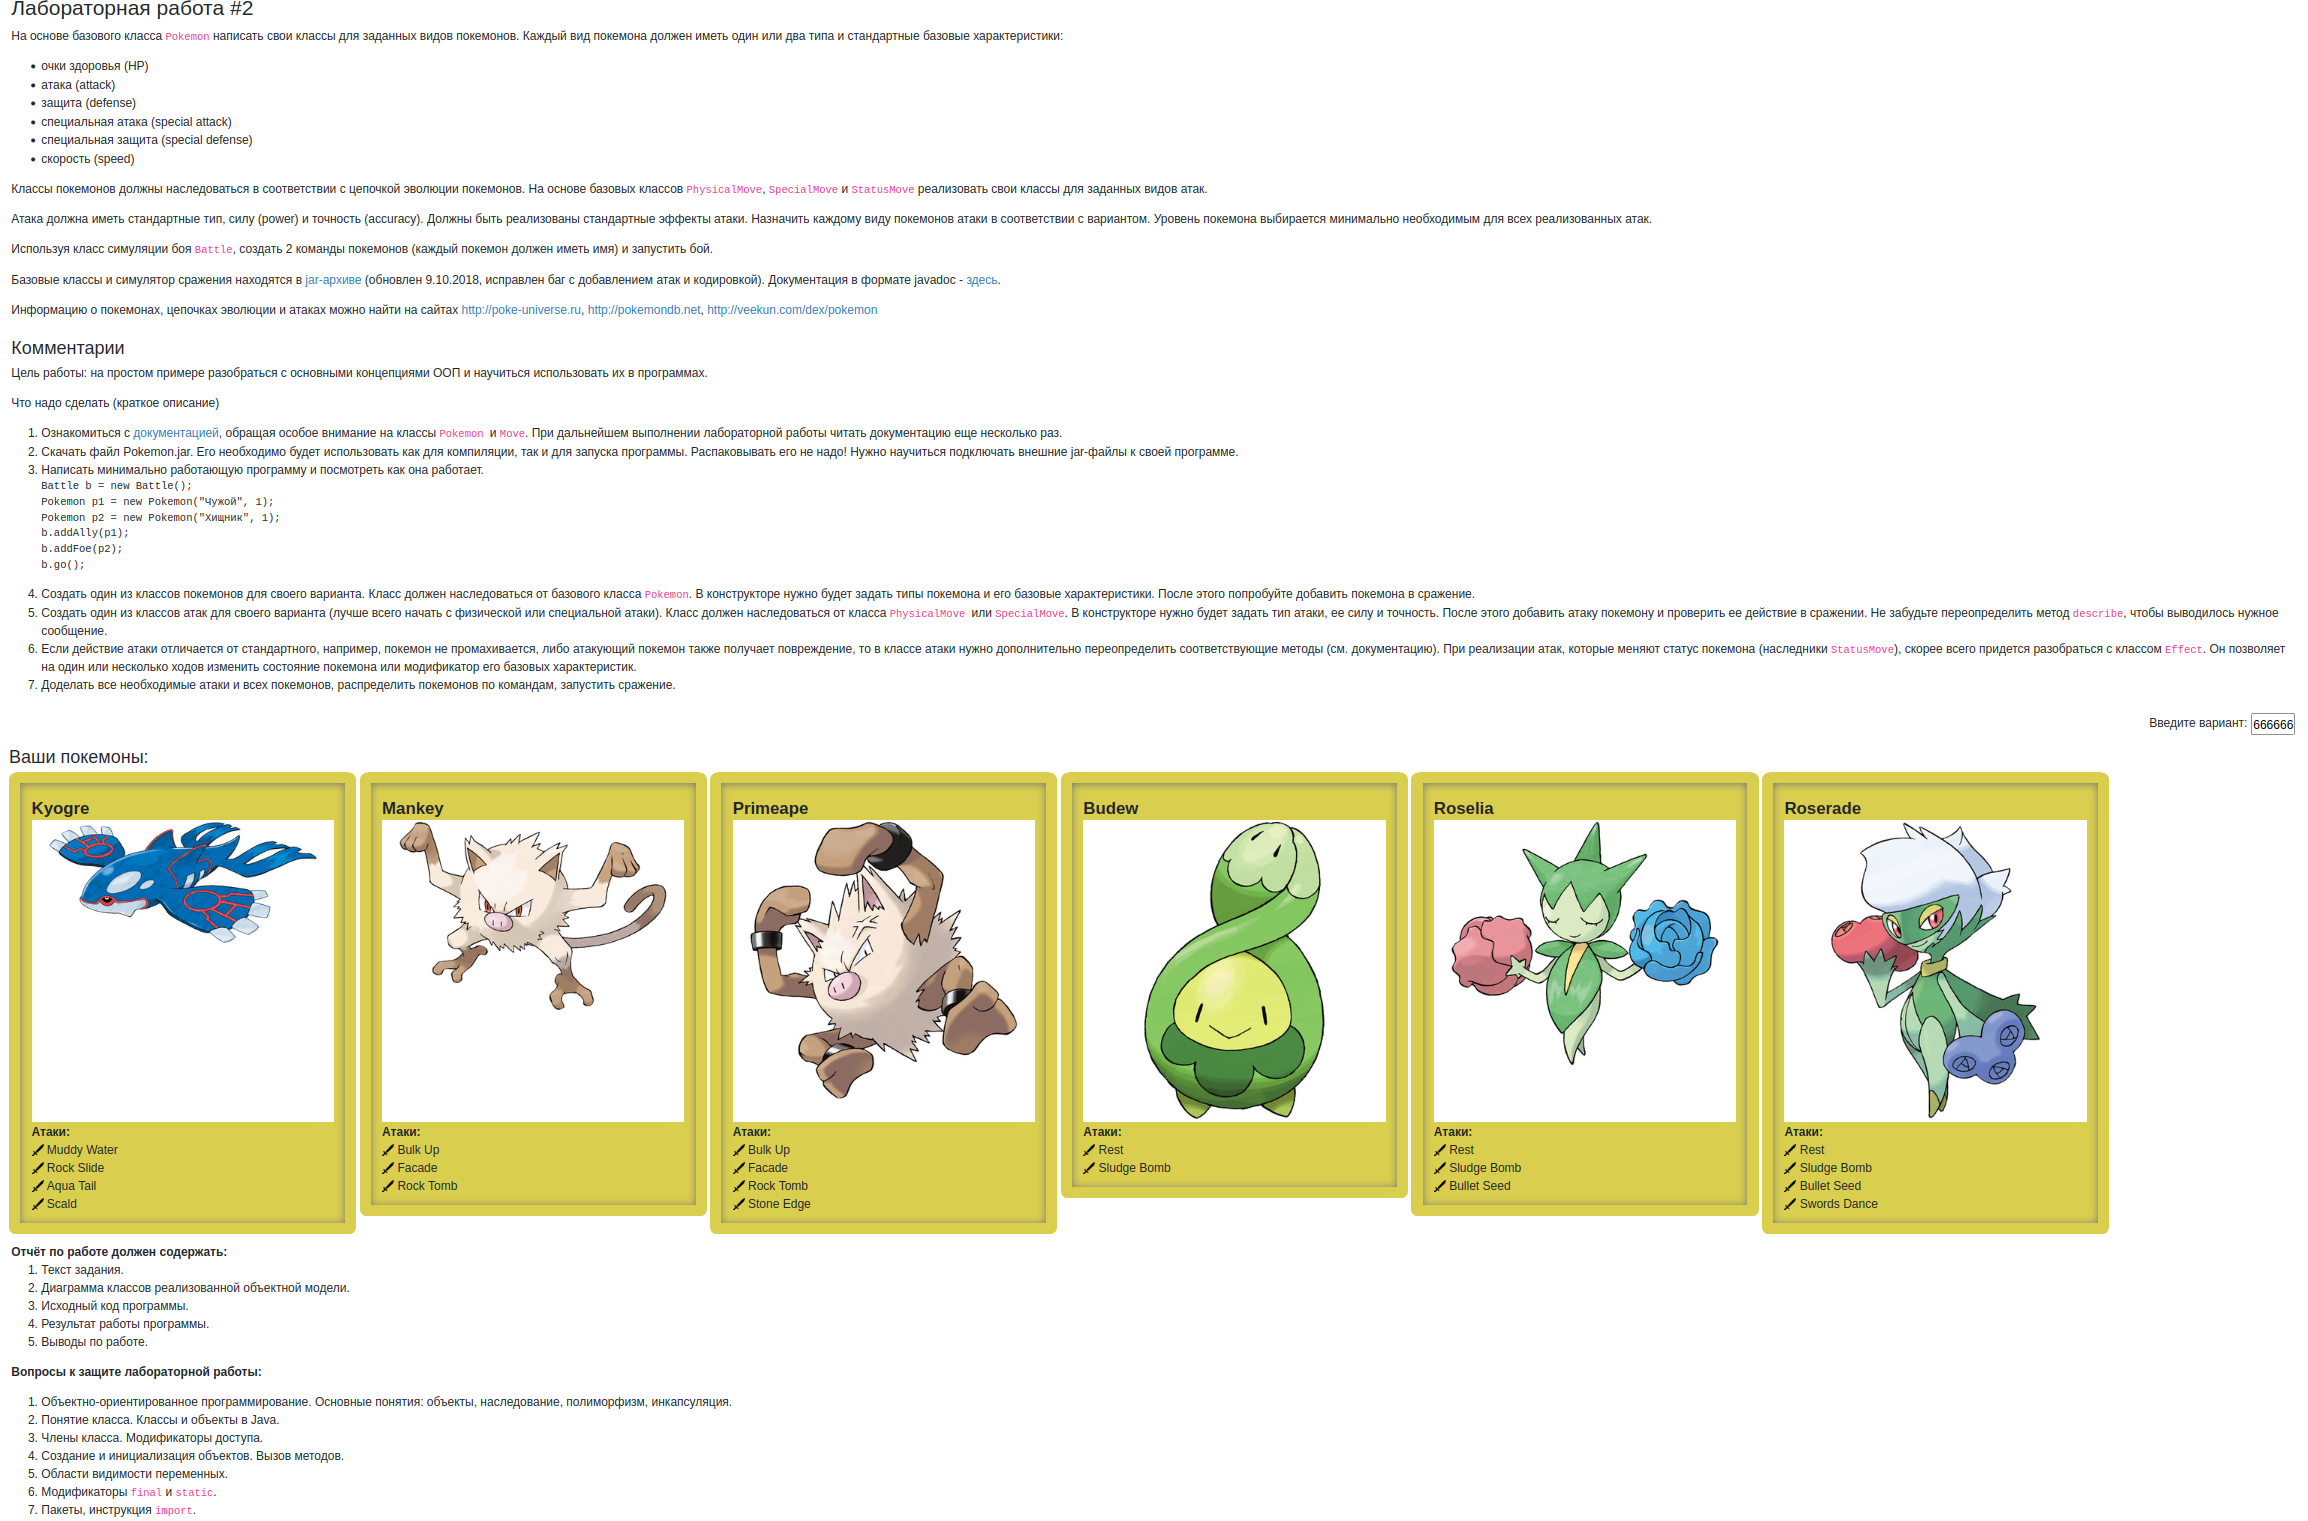 Лабораторная работа #2
На основе базового класса Pokemon написать свои классы для заданных видов покемонов. Каждый вид покемона должен иметь один или два типа и стандартные базовые характеристики:
• очки здоровья (HP)
• атака (attack)
• защита (defense)
• специальная атака (special attack)
• специальная защита (special defense)
• скорость (speed)
Классы покемонов должны наследоваться в соответствии с цепочкой эволюции покемонов. На основе базовых классов PhysicalMove, SpecialMove и StatusMove реализовать свои классы для заданных видов атак.
Атака должна иметь стандартные тип, силу (power) и точность (accuracy). Должны быть реализованы стандартные эффекты атаки. Назначить каждому виду покемонов атаки в соответствии с вариантом. Уровень покемона выбирается минимально необходимым для всех реализованных атак.
Используя класс симуляции боя Battle, создать 2 команды покемонов (каждый покемон должен иметь имя) и запустить бой.
Базовые классы и симулятор сражения находятся в jar-архиве (обновлен 9.10.2018, исправлен баг с добавлением атак и кодировкой). Документация в формате javadoc - здесь.
Информацию о покемонах, цепочках эволюции и атаках можно найти на сайтах http://poke-universe.ru, http://pokemondb.net, http://veekun.com/dex/pokemon
Комментарии
Цель работы: на простом примере разобраться с основными концепциями ООП и научиться использовать их в программах.
Что надо сделать (краткое описание)
1. Ознакомиться с документацией, обращая особое внимание на классы Pokemon и Move. При дальнейшем выполнении лабораторной работы читать документацию еще несколько раз.
2. Скачать файл Pokemon.jar. Его необходимо будет использовать как для компиляции, так и для запуска программы. Распаковывать его не надо! Нужно научиться подключать внешние jar-файлы к своей программе.
3. Написать минимально работающую программу и посмотреть как она работает.
Battle b = new Battle();
Pokemon p1 = new Pokemon("Чужой", 1);
Pokemon p2 = new Pokemon("Хищник", 1);
b.addAlly(p1);
b.addFoe(p2);
b.go();
4. Создать один из классов покемонов для своего варианта. Класс должен наследоваться от базового класса Pokemon. В конструкторе нужно будет задать типы покемона и его базовые характеристики. После этого попробуйте добавить покемона в сражение.
5. Создать один из классов атак для своего варианта (лучше всего начать с физической или специальной атаки). Класс должен наследоваться от класса PhysicalMove или SpecialMove. В конструкторе нужно будет задать тип атаки, ее силу и точность. После этого добавить атаку покемону и проверить ее действие в сражении. Не забудьте переопределить метод describe, чтобы выводилось нужное
сообщение.
6. Если действие атаки отличается от стандартного, например, покемон не промахивается, либо атакующий покемон также получает повреждение, то в классе атаки нужно дополнительно переопределить соответствующие методы (см. документацию). При реализации атак, которые меняют статус покемона (наследники StatusMove), скорее всего придется разобраться с классом Effect. Он позволяет
на один или несколько ходов изменить состояние покемона или модификатор его базовых характеристик.
7. Доделать все необходимые атаки и всех покемонов, распределить покемонов по командам, запустить сражение.
Введите вариант: 666666
Ваши покемоны:
Kyogre
Атаки:
Muddy Water
Rock Slide
Aqua Tail
Scald
Mankey
Атаки:
Bulk Up
Facade
Rock Tomb
Primeape
Атаки:
Bulk Up
Facade
Rock Tomb
Stone Edge
Budew
Атаки:
Rest
Sludge Bomb
Roselia
Атаки:
Rest
Sludge Bomb
Bullet Seed
Roserade
Атаки:
Rest
Sludge Bomb
Bullet Seed
Swords Dance
Отчёт по работе должен содержать:
1. Текст задания.
2. Диаграмма классов реализованной объектной модели.
3. Исходный код программы.
4. Результат работы программы.
5. Выводы по работе.
Вопросы к защите лабораторной работы:
1. Объектно-ориентированное программирование. Основные понятия: объекты, наследование, полиморфизм, инкапсуляция.
2. Понятие класса. Классы и объекты в Java.
3. Члены класса. Модификаторы доступа.
4. Создание и инициализация объектов. Вызов методов.
5. Области видимости переменных.
6. Модификаторы final и static.
7. Пакеты, инструкция import.